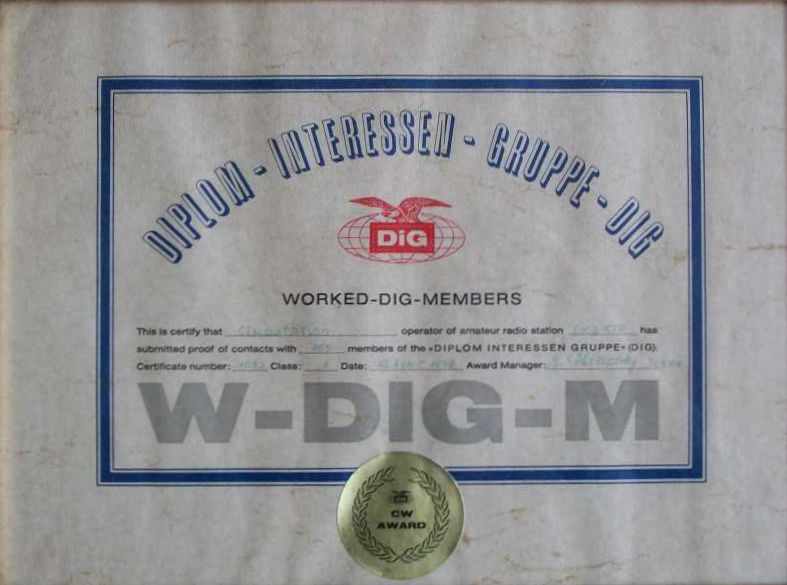 DIPLOM - INTERESSEN - GRUPPE - DIG
DiG
WORKED-DIG-MEMBERS
This is certify that Clubstation operator of amateur radio station has
submitted proof of contacts with members of the »DIPLOM INTERESSEN GRUPPE« (DIG)
Certificate number: Class: 1 Date: Award Manager:
W-DIG-M
CW
AWARD